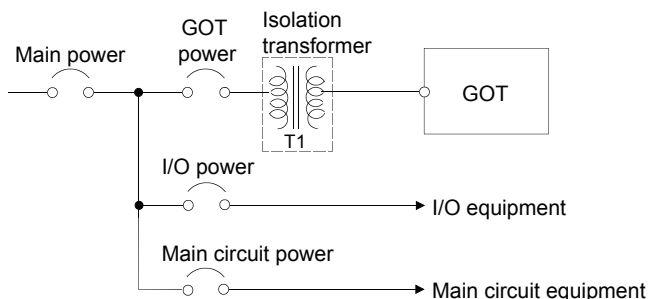 Main power
GOT
power
Isolation
transformer
T1
GOT
I/O power
I/O equipment
Main circuit power
Main circuit equipment